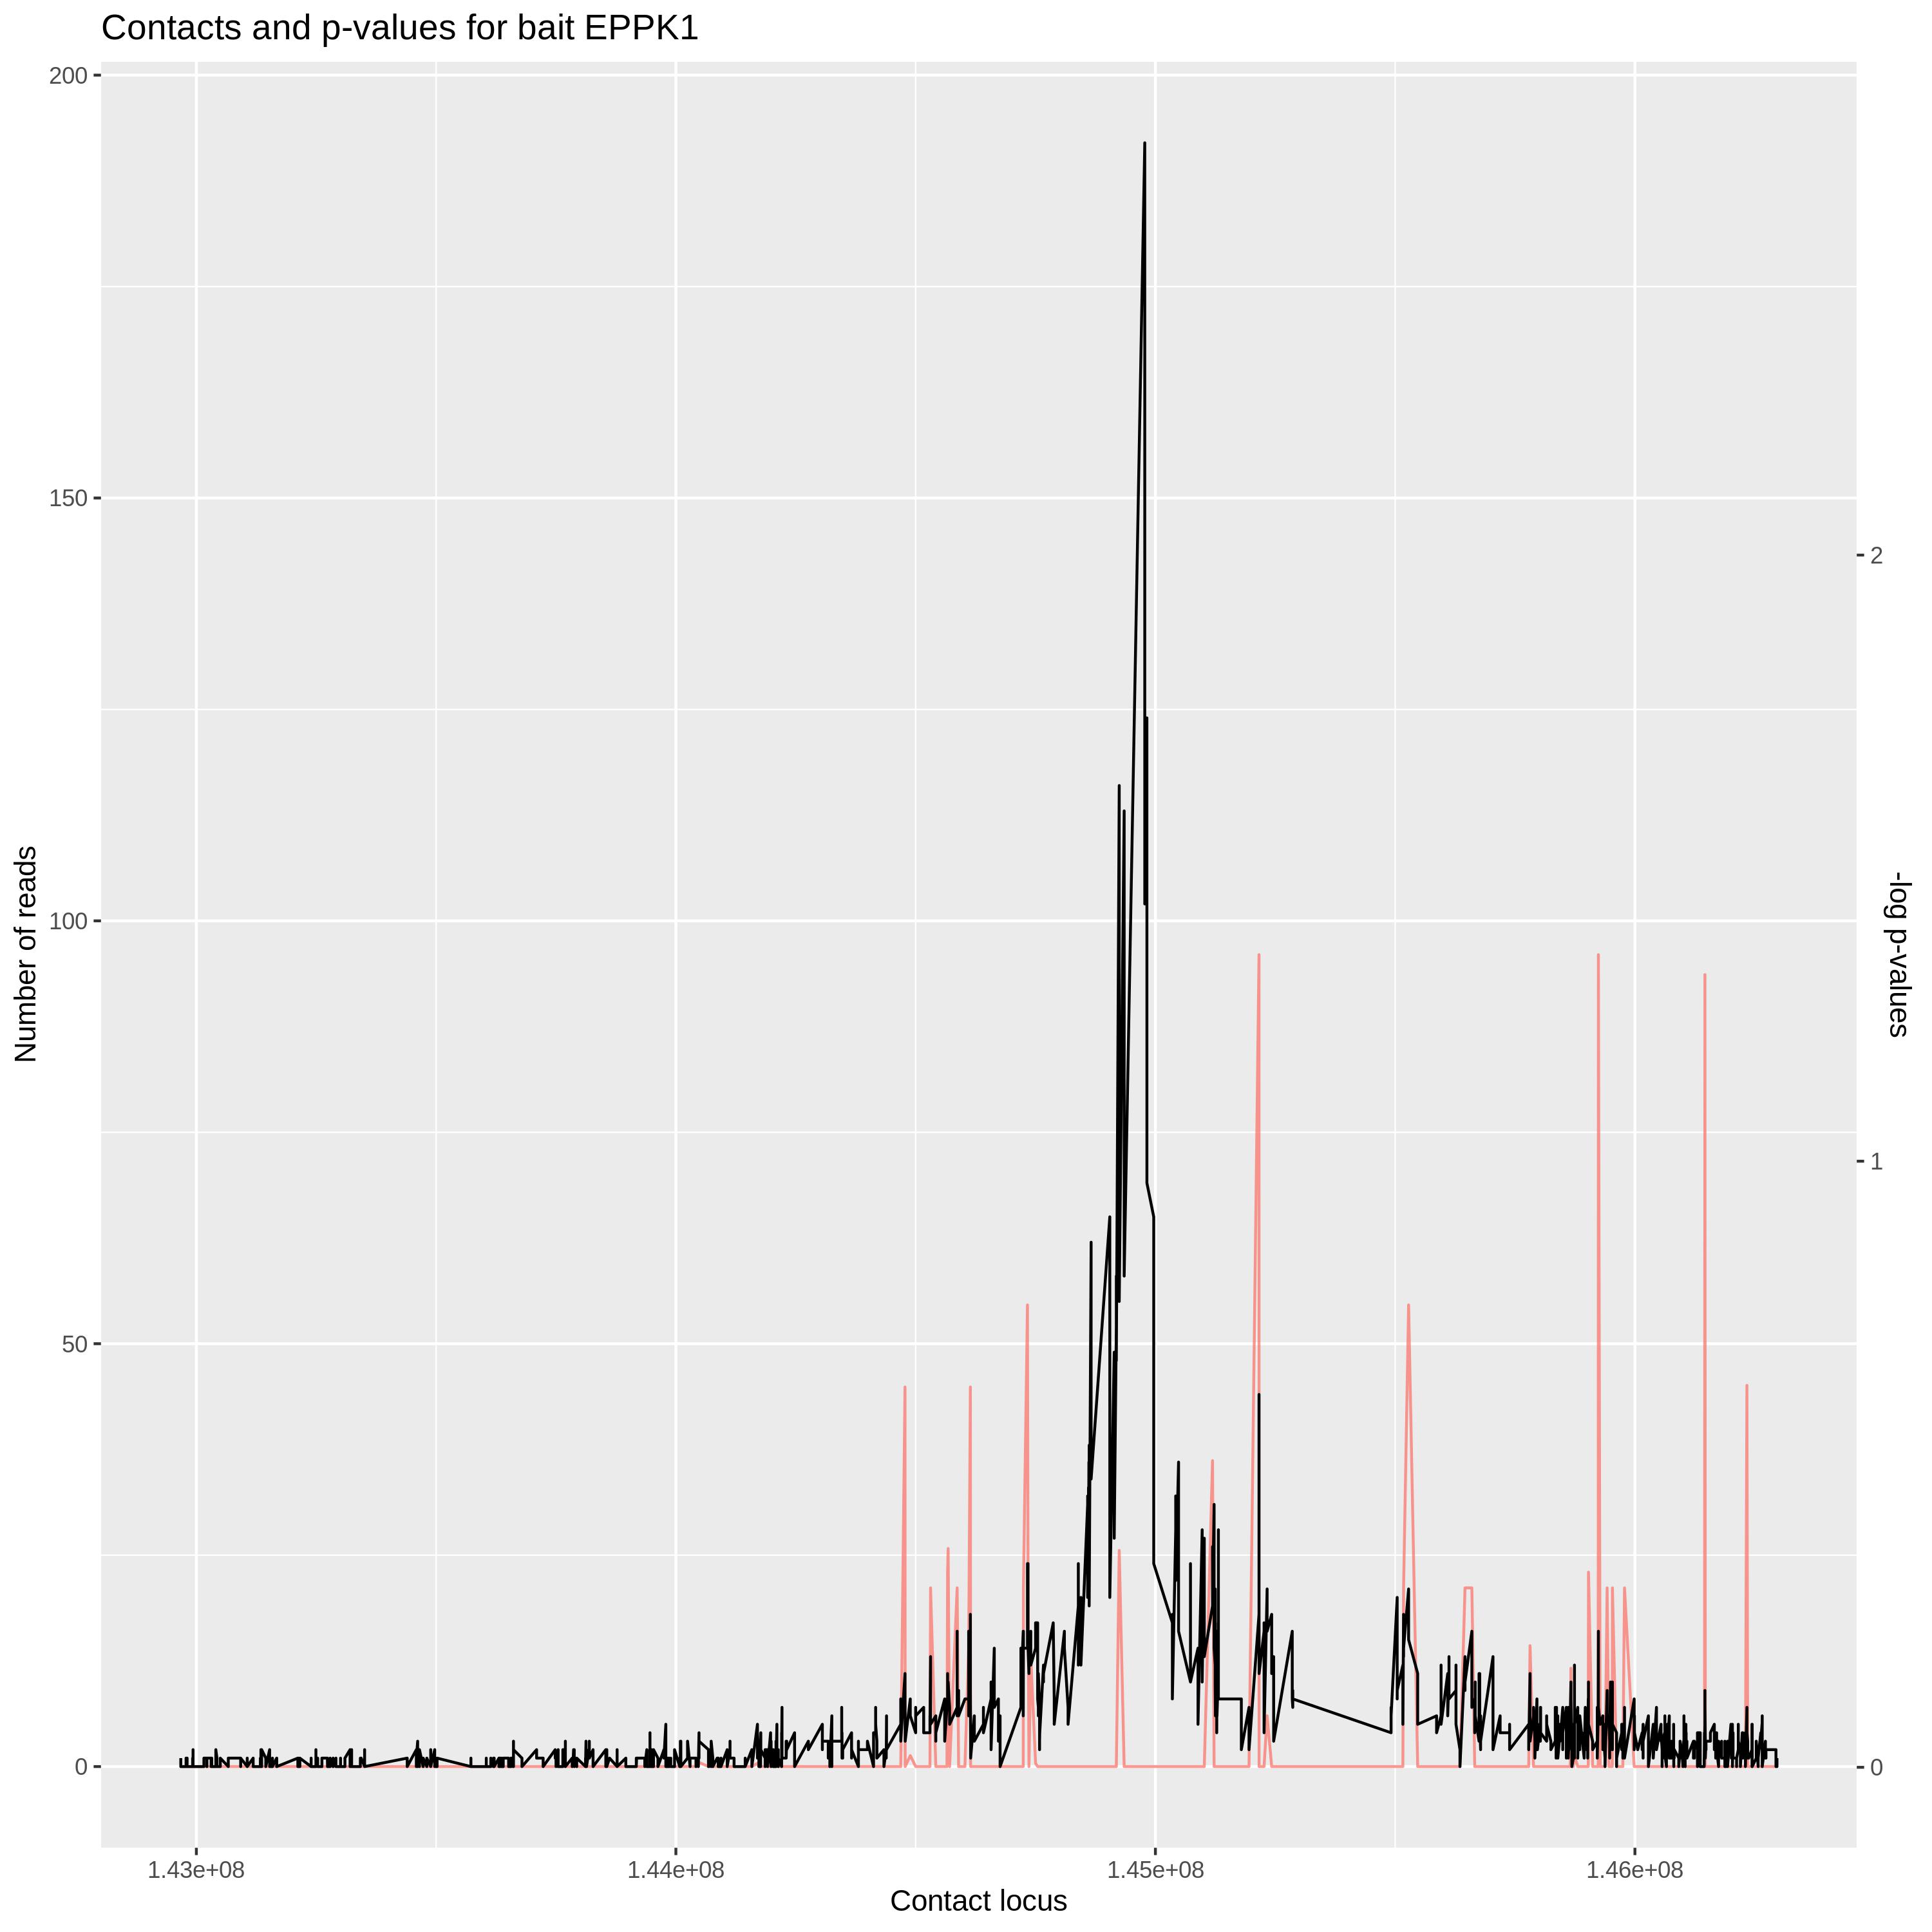 Contacts and p-values for bait EPPK1
200
150
100
50
0
Number of reads
2
1
0
-log p-values
1.43e+08
1.44e+08
1.45e+08
1.46e+08
Contact locus